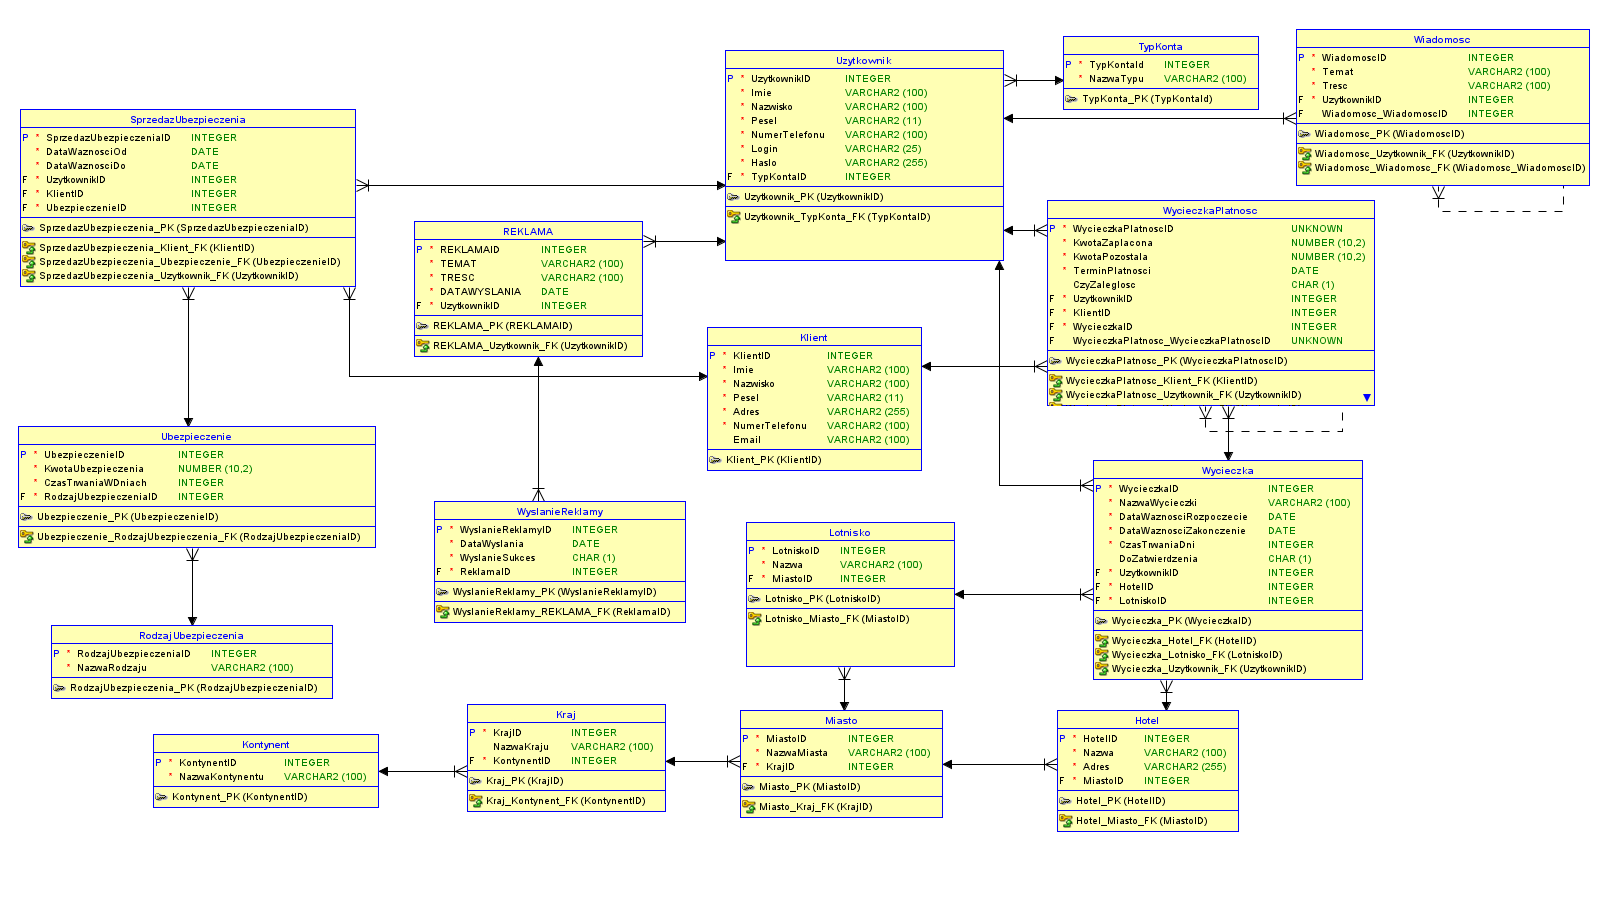 SprzedazUbezpieczenia
P * SprzedazUbezpieczeniaID INTEGER
* DataWaznosciOd DATE
* DataWaznosciDo DATE
F * UzytkownikID INTEGER
F * KlientID INTEGER
F * UbezpieczenieID INTEGER
SprzedazUbezpieczenia_PK (SprzedazUbezpieczeniaID)
SprzedazUbezpieczenia_Klient_FK (KlientID)
SprzedazUbezpieczenia_Ubezpieczenie_FK (UbezpieczenieID)
SprzedazUbezpieczenia_Uzytkownik_FK (UzytkownikID)
Uzytkownik
P * UzytkownikID INTEGER
* Imie VARCHAR2 (100)
* Nazwisko VARCHAR2 (100)
* Pesel VARCHAR2 (11)
* NumerTelefonu VARCHAR2 (100)
* Login VARCHAR2 (25)
* Haslo VARCHAR2 (255)
F * TypKontaID INTEGER
Uzytkownik_PK (UzytkownikID)
Uzytkownik_TypKonta_FK (TypKontaID)
TypKonta
P * TypKontaId INTEGER
* NazwaTypu VARCHAR2 (100)
TypKonta_PK (TypKontaId)
Wiadomosc
P * WiadomoscID INTEGER
* Temat VARCHAR2 (100)
* Tresc VARCHAR2 (100)
F * UzytkownikID INTEGER
F Wiadomosc_WiadomoscID INTEGER
Wiadomosc_PK (WiadomoscID)
Wiadomosc_Uzytkownik_FK (UzytkownikID)
Wiadomosc_Wiadomosc_FK (Wiadomosc_WiadomoscID)
REKLAMA
P * REKLAMAID INTEGER
* TEMAT VARCHAR2 (100)
* TRESC VARCHAR2 (100)
* DATAWYSLANIA DATE
F * UzytkownikID INTEGER
REKLAMA_PK (REKLAMAID)
REKLAMA_Uzytkownik_FK (UzytkownikID)
WycieczkaPlatnosc
P * WycieczkaPlatnoscID UNKNOWN
* KwotaZaplacona NUMBER (10,2)
* KwotaPozostala NUMBER (10,2)
* TerminPlatnosci DATE
CzyZaleglosc CHAR (1)
F * UzytkownikID INTEGER
F * KlientID INTEGER
F * WycieczkaID INTEGER
F WycieczkaPlatnosc_WycieczkaPlatnoscID UNKNOWN
WycieczkaPlatnosc_PK (WycieczkaPlatnoscID)
WycieczkaPlatnosc_Klient_FK (KlientID)
WycieczkaPlatnosc_Uzytkownik_FK (UzytkownikID)
Klient
P * KlientID INTEGER
* Imie VARCHAR2 (100)
* Nazwisko VARCHAR2 (100)
* Pesel VARCHAR2 (11)
* Adres VARCHAR2 (255)
* NumerTelefonu VARCHAR2 (100)
Email VARCHAR2 (100)
Klient_PK (KlientID)
Ubezpieczenie
P * UbezpieczenieID INTEGER
* KwotaUbezpieczenia NUMBER (10,2)
* CzasTrwaniaWDniach INTEGER
F * RodzajUbezpieczeniaID INTEGER
Ubezpieczenie_PK (UbezpieczenieID)
Ubezpieczenie_RodzajUbezpieczenia_FK (RodzajUbezpieczeniaID)
WyslanieReklamy
P * WyslanieReklamyID INTEGER
* DataWyslania DATE
* WyslanieSukces CHAR (1)
F * ReklamaID INTEGER
WyslanieReklamy_PK (WyslanieReklamyID)
WyslanieReklamy_REKLAMA_FK (ReklamaID)
Lotnisko
P * LotniskoID INTEGER
* Nazwa VARCHAR2 (100)
F * MiastoID INTEGER
Lotnisko_PK (LotniskoID)
Lotnisko_Miasto_FK (MiastoID)
Wycieczka
P * WycieczkaID INTEGER
* NazwaWycieczki VARCHAR2 (100)
* DataWaznosciRozpoczecie DATE
* DataWaznosciZakonczenie DATE
* CzasTrwaniaDni INTEGER
DoZatwierdzenia CHAR (1)
F * UzytkownikID INTEGER
F * HotelID INTEGER
F * LotniskoID INTEGER
Wycieczka_PK (WycieczkaID)
Wycieczka_Hotel_FK (HotelID)
Wycieczka_Lotnisko_FK (LotniskoID)
Wycieczka_Uzytkownik_FK (UzytkownikID)
RodzajUbezpieczenia
P * RodzajUbezpieczeniaID INTEGER
* NazwaRodzaju VARCHAR2 (100)
RodzajUbezpieczenia_PK (RodzajUbezpieczeniaID)
Kontynent
P * KontynentID INTEGER
* NazwaKontynentu VARCHAR2 (100)
Kontynent_PK (KontynentID)
Kraj
P * KrajID INTEGER
NazwaKraju VARCHAR2 (100)
F * KontynentID INTEGER
Kraj_PK (KrajID)
Kraj_Kontynent_FK (KontynentID)
Miasto
P * MiastoID INTEGER
* NazwaMiasta VARCHAR2 (100)
F * KrajID INTEGER
Miasto_PK (MiastoID)
Miasto_Kraj_FK (KrajID)
Hotel
P * HotelID INTEGER
* Nazwa VARCHAR2 (100)
* Adres VARCHAR2 (255)
F * MiastoID INTEGER
Hotel_PK (HotelID)
Hotel_Miasto_FK (MiastoID)